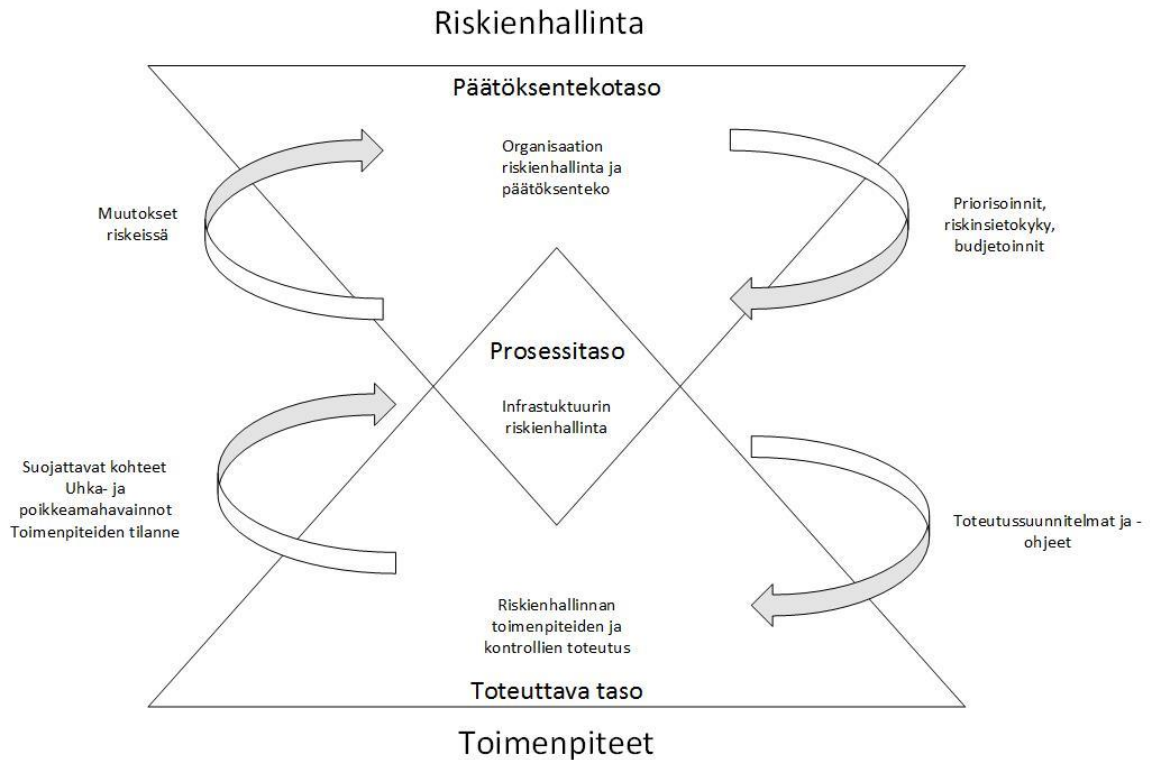 Riskienhallinta
Päätöksentekotaso
Organisaation
riskienhallinta ja
päätöksenteko
Muutokset
riskeissä
Priorisoinnit,
riskinsietokyky,
budjetoinnit
Prosessitaso
Infrastuktuurin
riskienhallinta
Suojattavat kohteet
Uhka- ja
poikkeamahavainnot
Toimenpiteiden tilanne
Toteutussuunnitelmat ja -
ohjeet
Riskienhallinnan
toimenpiteiden ja
kontrollien toteutus
Toteuttava taso
Toimenpiteet